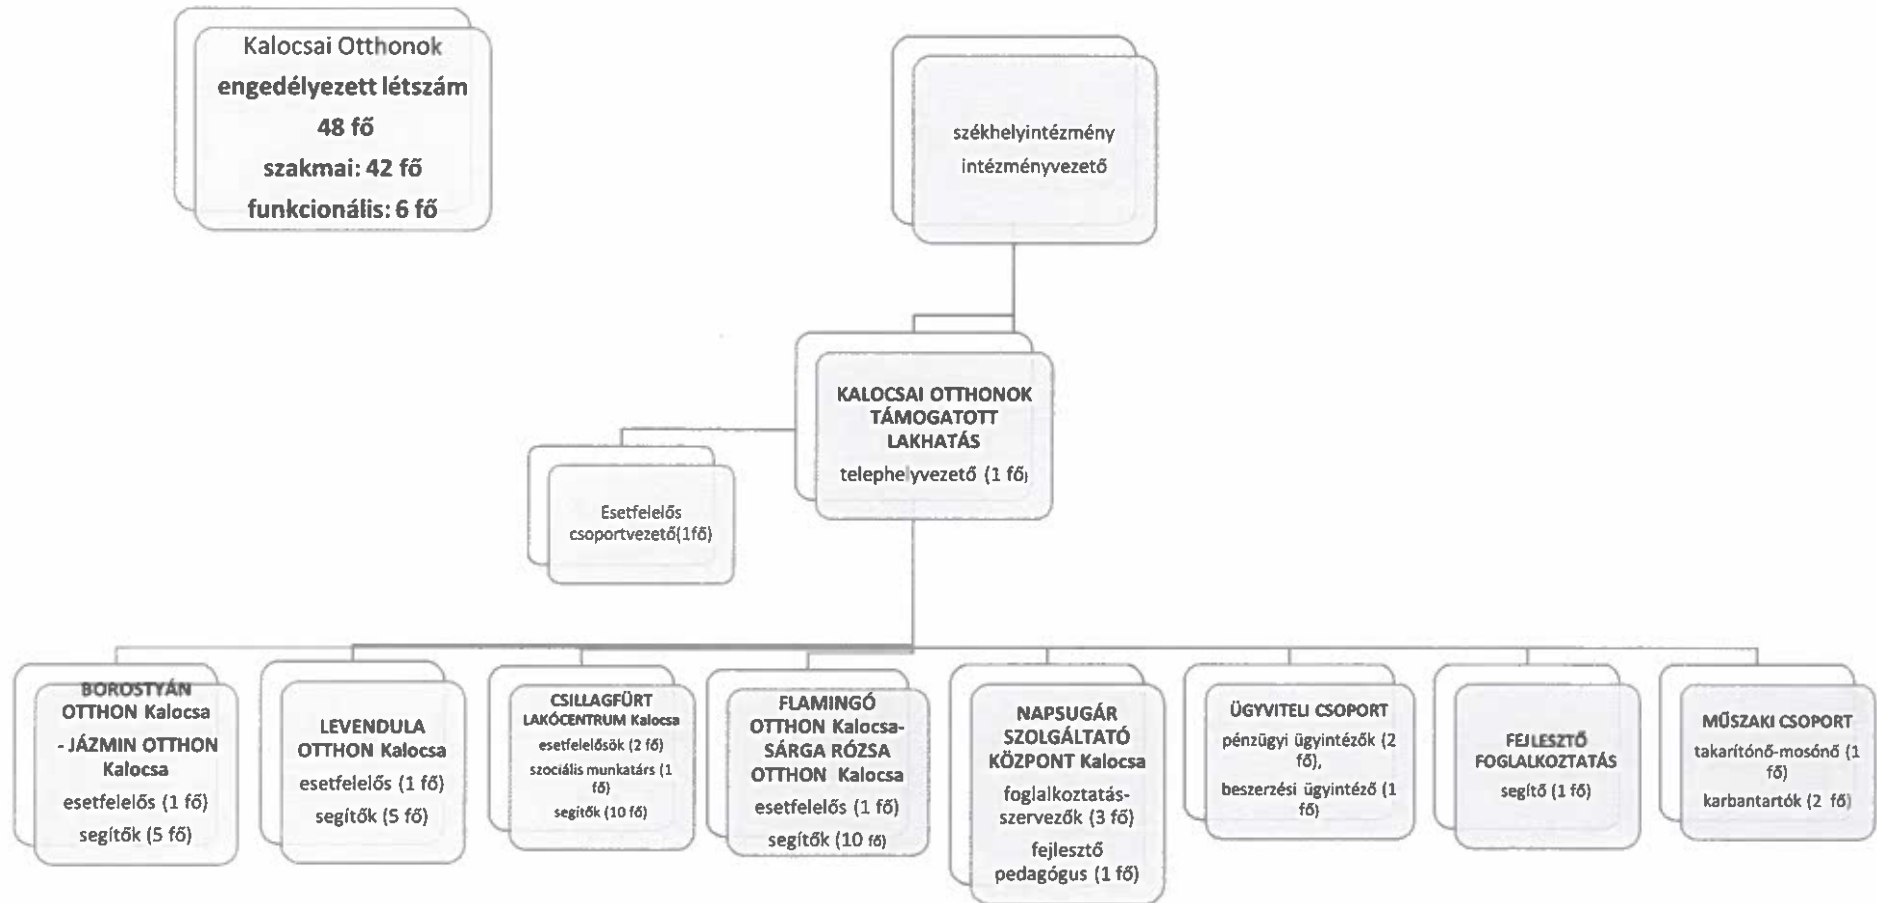 Kalocsai Otthonok
engedélyezett létszám
48 fő
szakmai: 42 fő
funkcionális: 6 fő
székhelyintézmény
intézményvezető
KALOCSAI OTTHONOK
TÁMOGATOTT
LAKHATÁS
telephelyvezető (1 fő)
Esetfelelős
csoportvezető(1fő)
BOROSTYÁN
OTTHON Kalocsa
- JÁZMIN OTTHON
Kalocsa
esetfelelős (1 fő)
segítők (5 fő)
LEVENDULA
OTTHON Kalocsa
esetfelelős (1 fő)
segítők (5 fő)
CSILLAGFÜRT
LAKÓCENTRUM Kalocsa
esetfelelősök (2 fő)
szociális munkatárs (1
fő)
segítők (10 fő)
FLAMINGÓ
OTTHON Kalocsa-
SÁRGA RÓZSA
OTTHON Kalocsa
esetfelelős (1 fő)
segítők (10 fő)
NAPSUGÁR
SZOLGÁLTATÓ
KÖZPONT Kalocsa
foglalkoztatás-
szervezők (3 fő)
fejlesztő
pedagógus (1 fő)
ÜGYVITELI CSOPORT
pénzügyi ügyintézők (2
fő),
beszerzési ügyintéző (1
fő)
FEJLESZTŐ
FOGLALKOZTATÁS
segítő (1 fő)
MŰSZAKI CSOPORT
takarítónő-mosónő (1
fő)
karbantartók (2 fő)